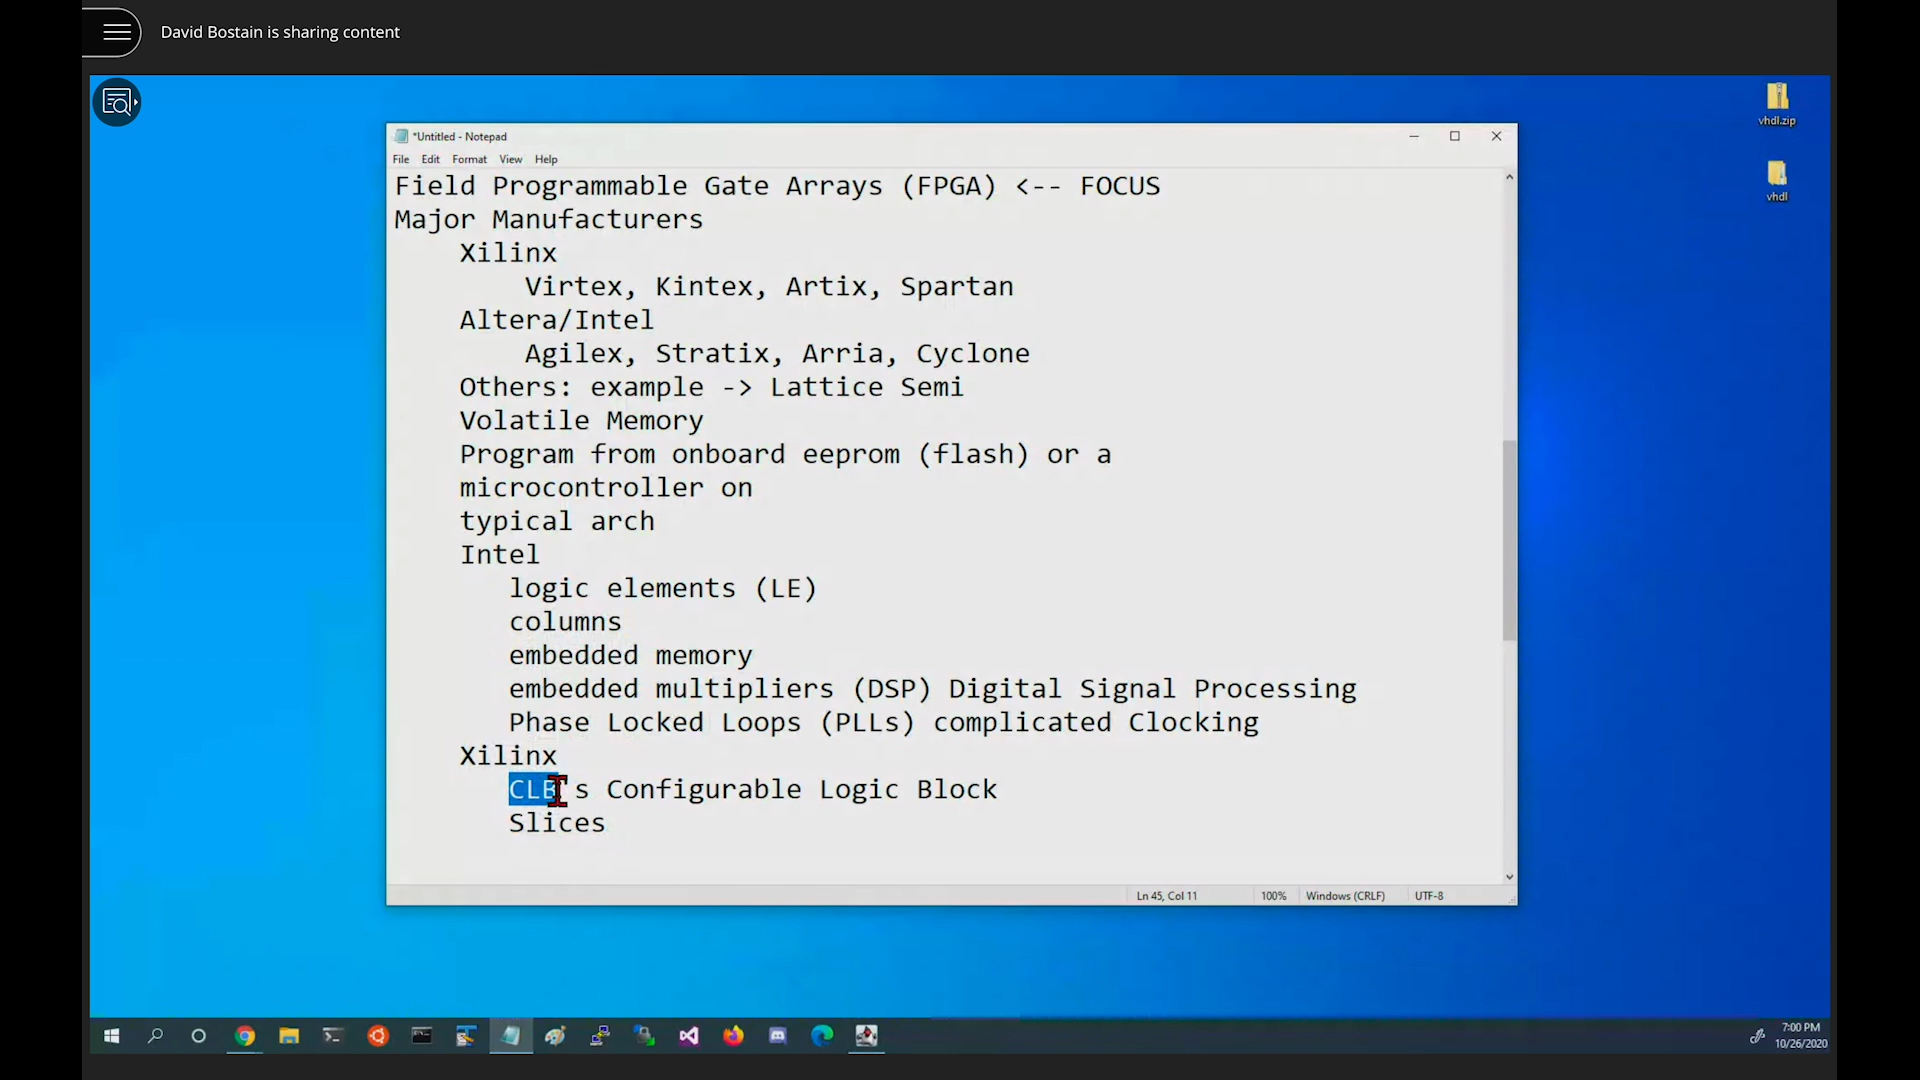 David Bostain is sharing content
vhdl.zip
vhdl
*Untitled - Notepad
File Edit Format View Help
Field Programmable Gate Arrays (FPGA) <-- FOCUS
Major Manufacturers
Xilinx
Virtex, Kintex, Artix, Spartan
Altera/Intel
Agilex, Stratix, Arria, Cyclone
Others: example -> Lattice Semi
Volatile Memory
Program from onboard eeprom (flash) or a
microcontroller on
typical arch
Intel
logic elements (LE)
columns
embedded memory
embedded multipliers (DSP) Digital Signal Processing
Phase Locked Loops (PLLs) complicated Clocking
Xilinx
CLB's Configurable Logic Block
Slices
Ln 45, Col 11 100% Windows (CRLF) UTF-8
7:00 PM
10/26/2020